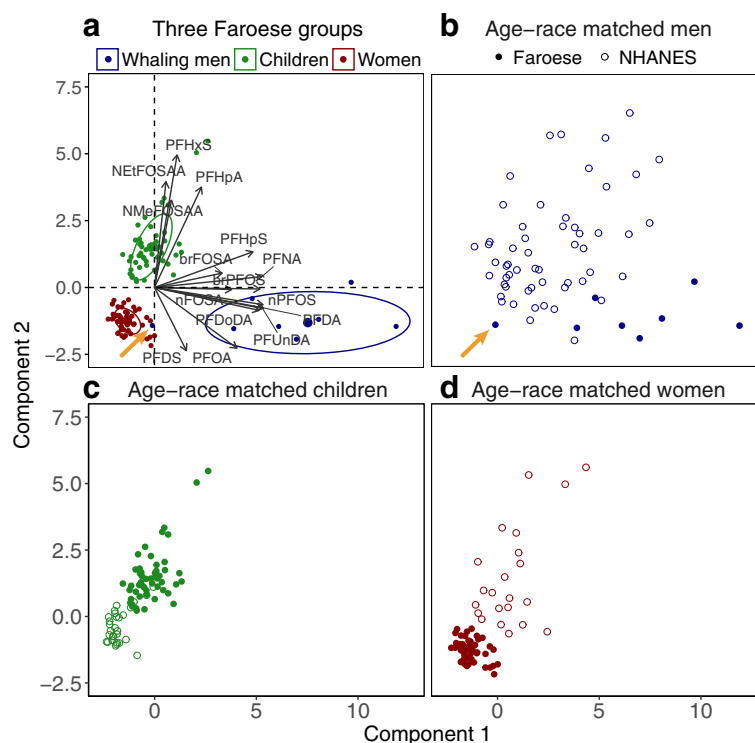 a Three Faroese groups
Whaling men Children Women
b Age−race matched men
Faroese NHANES
7.5
5.0
2.5
0.0
−2.5
PFHxS
NEtFOSAA
PFHpA
NMeFOSAA
PFHpS
brFOSA
PFNA
brPFOS
nFOSA
nPFOS
PFDoDA
PFDA
PFUnDA
PFDS
PFOA
Component 2
c Age−race matched children
d Age−race matched women
7.5
5.0
2.5
0.0
−2.5
0 5 10
0 5 10
Component 1